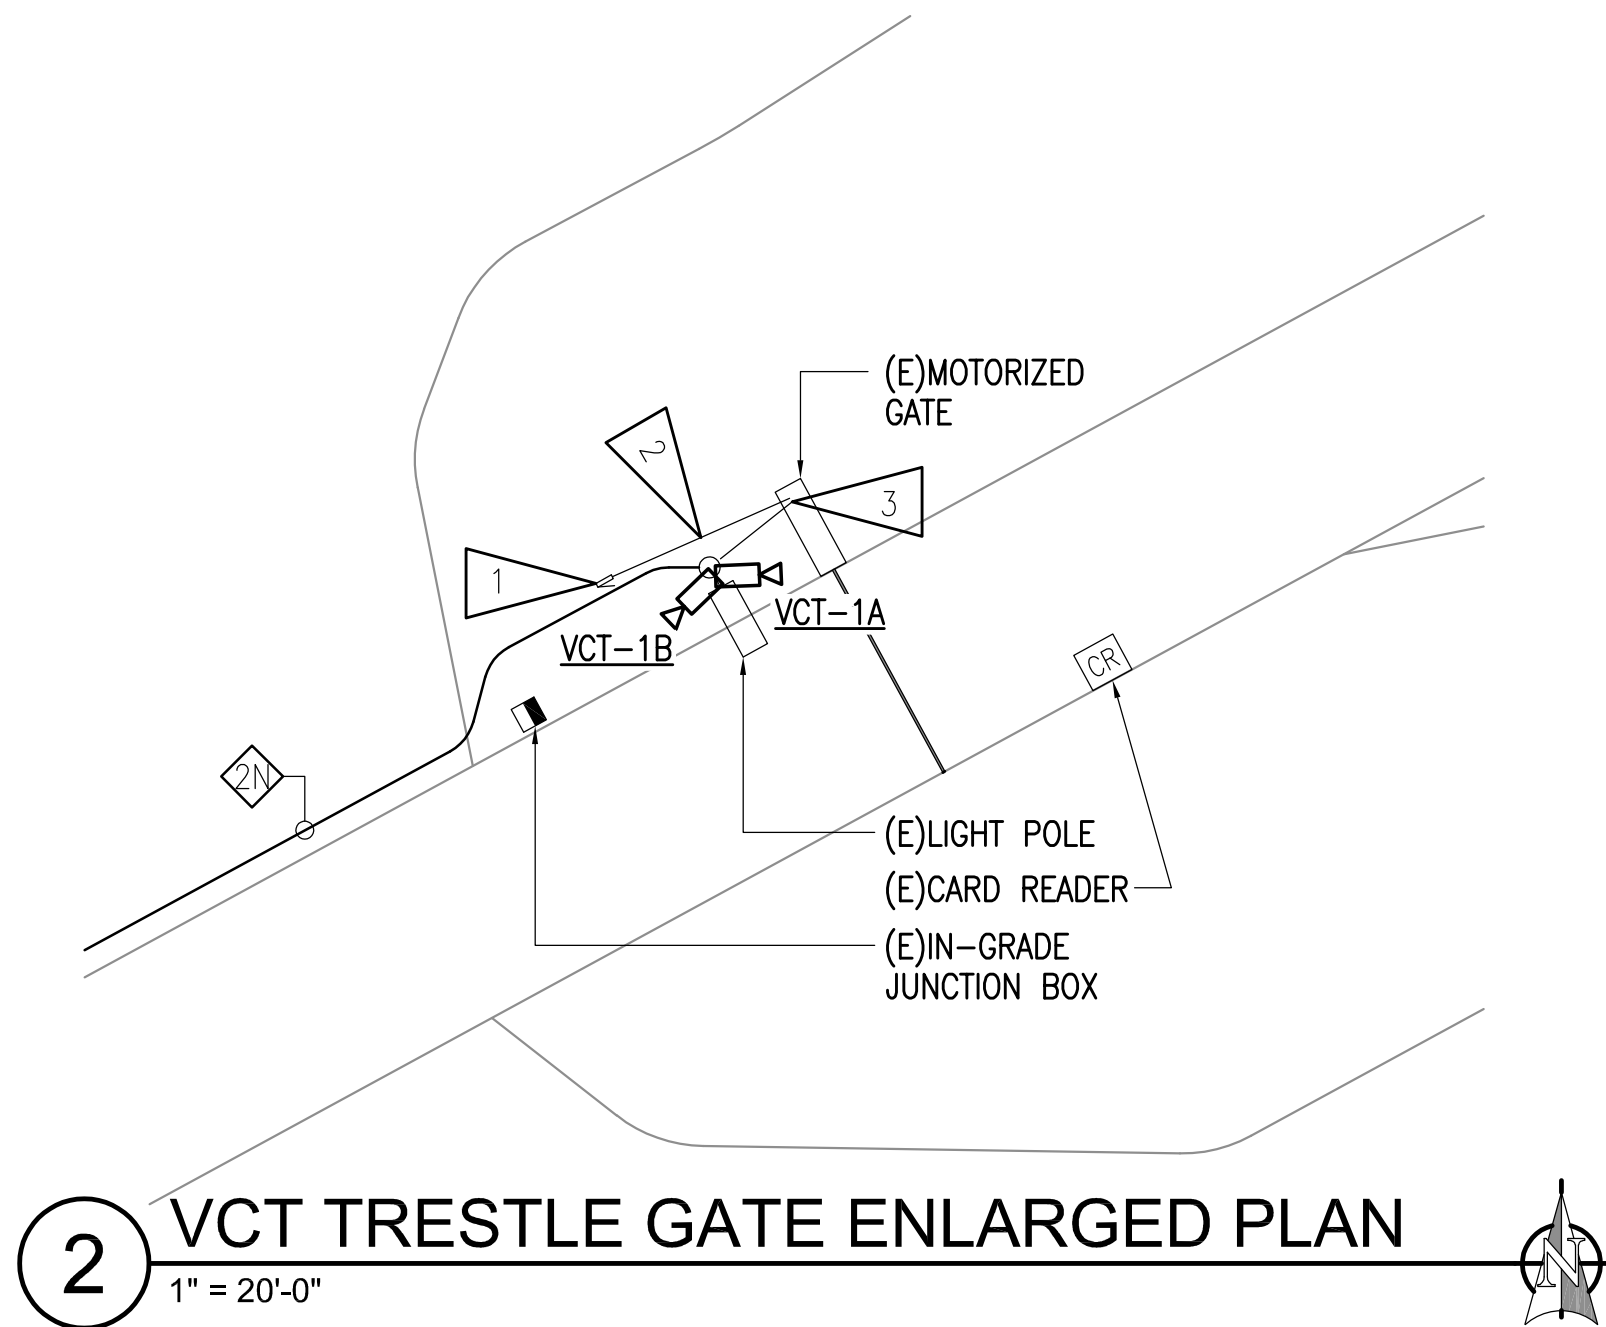 (E)MOTORIZED
GATE
2
3
1
VCT-1A
VCT-1B
CR
2N
(E)LIGHT POLE
(E)CARD READER
(E)IN-GRADE
JUNCTION BOX
2
VCT TRESTLE GATE ENLARGED PLAN
1" = 20'-0"
N